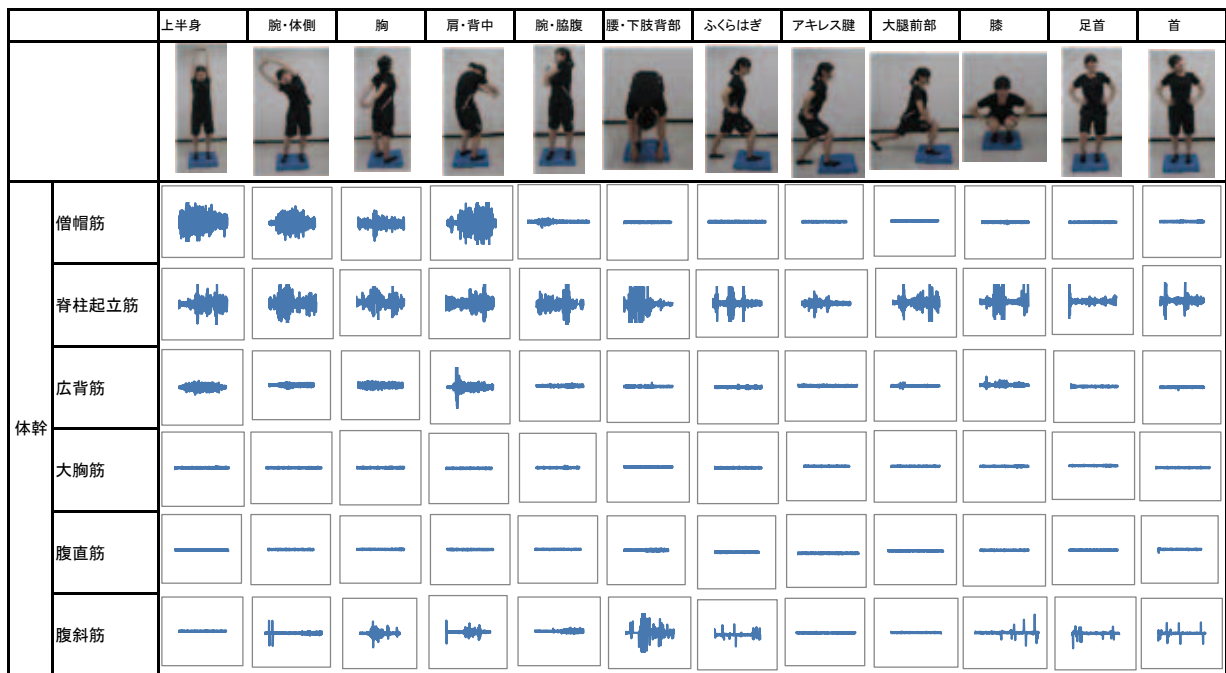 上半身 腕・体側 胸 肩・背中 腕・脇腹 腰・下肢背部 ふくらはぎ アキレス腱 大腿前部 膝 足首 首
体幹
僧帽筋
脊柱起立筋
広背筋
大胸筋
腹直筋
腹斜筋